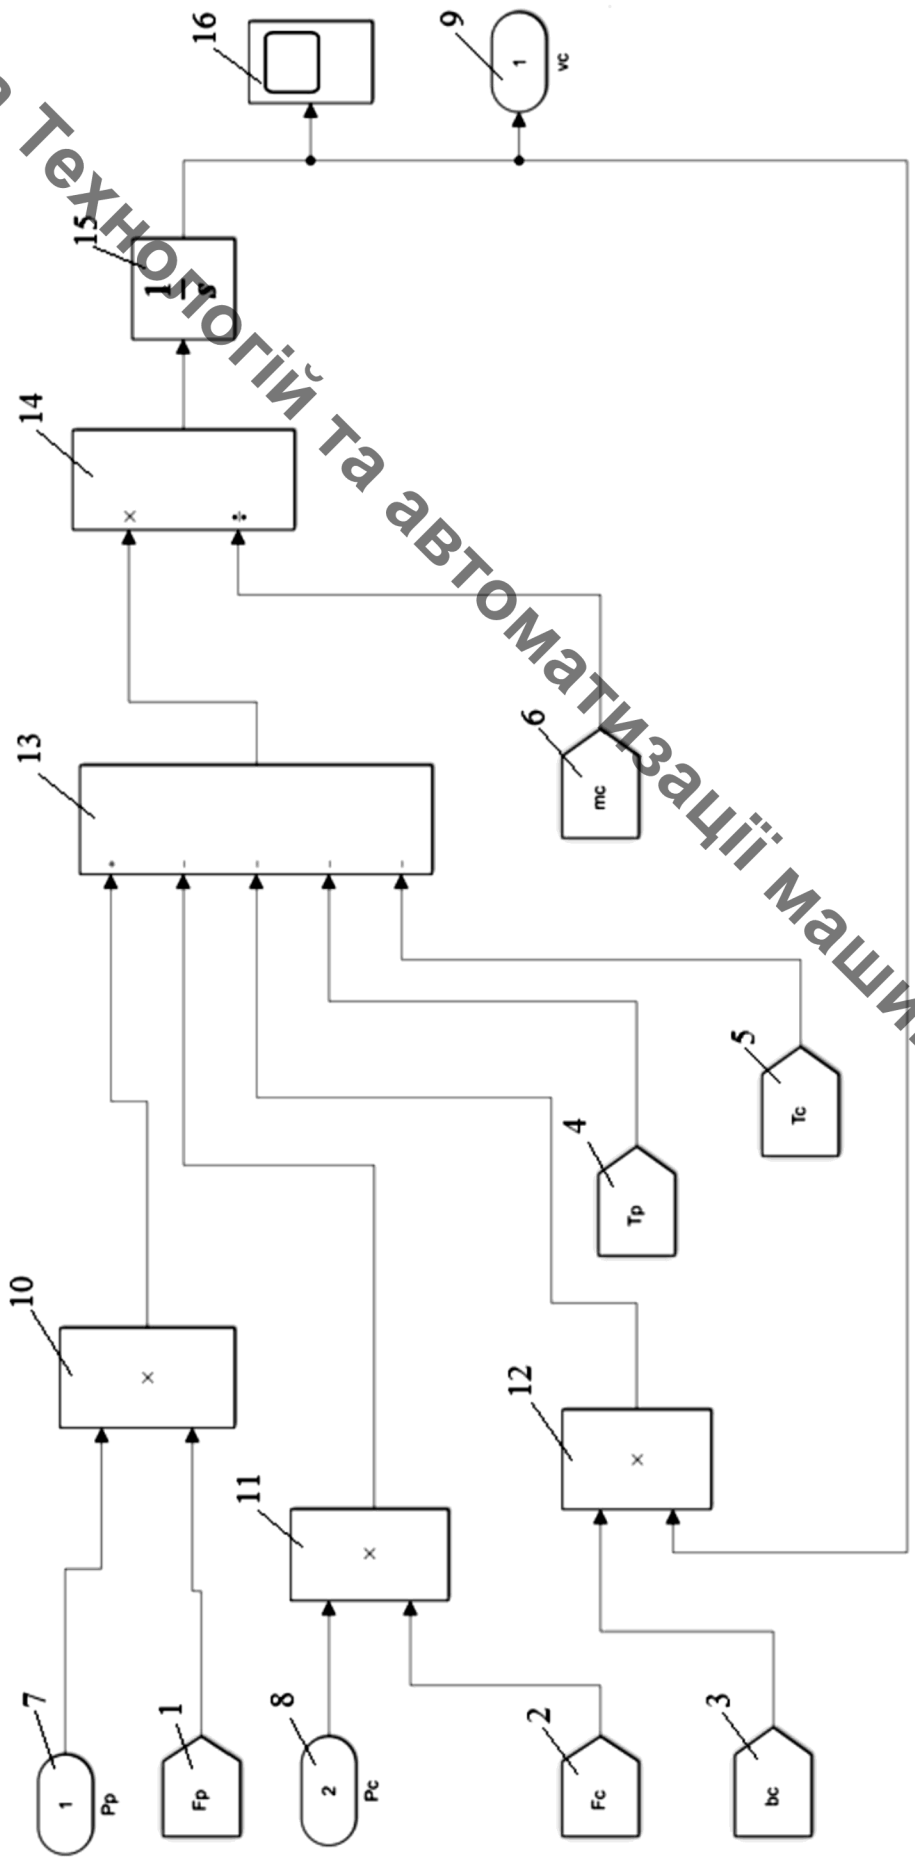 16
9
1
vc
15
1
s
14
×
÷
13
+
-
-
-
-
6
mc
5
Tc
4
Tp
10
×
12
×
11
×
7
1
Pp
1
Fp
8
2
Pc
2
Fc
3
bc
а Технологій та автоматизації маши